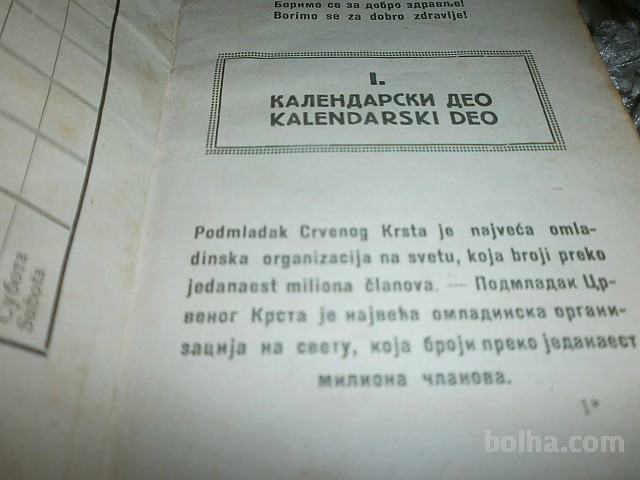 Боримо се за добро здравље!
Borimo se za dobro zdravlje!
I.
КАЛЕНДАРСКИ ДЕО
KALENDARSKI DEO
Podmladak Crvenog Krsta je najveća omla-
dinska organizacija na svetu, koja broji preko
jedanaest miliona članova. — Подмладак Цр-
веног Крста је највећа омладинска органи-
зација на свету, која броји преко једанаест
милиона чланова.
1*
Субота
Subota
bolha.com